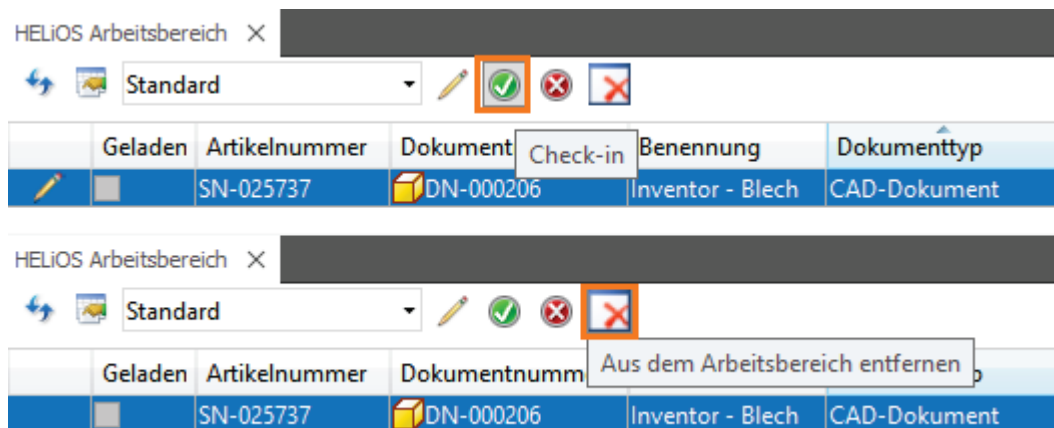 HELiOS Arbeitsbereich
Standard
Geladen Artikelnummer Dokument Check-in Benennung Dokumenttyp
SN-025737 DN-000206 Inventor - Blech CAD-Dokument
HELiOS Arbeitsbereich
Standard
Aus dem Arbeitsbereich entfernen
Geladen Artikelnummer Dokumentnumm
SN-025737 DN-000206 Inventor - Blech CAD-Dokument